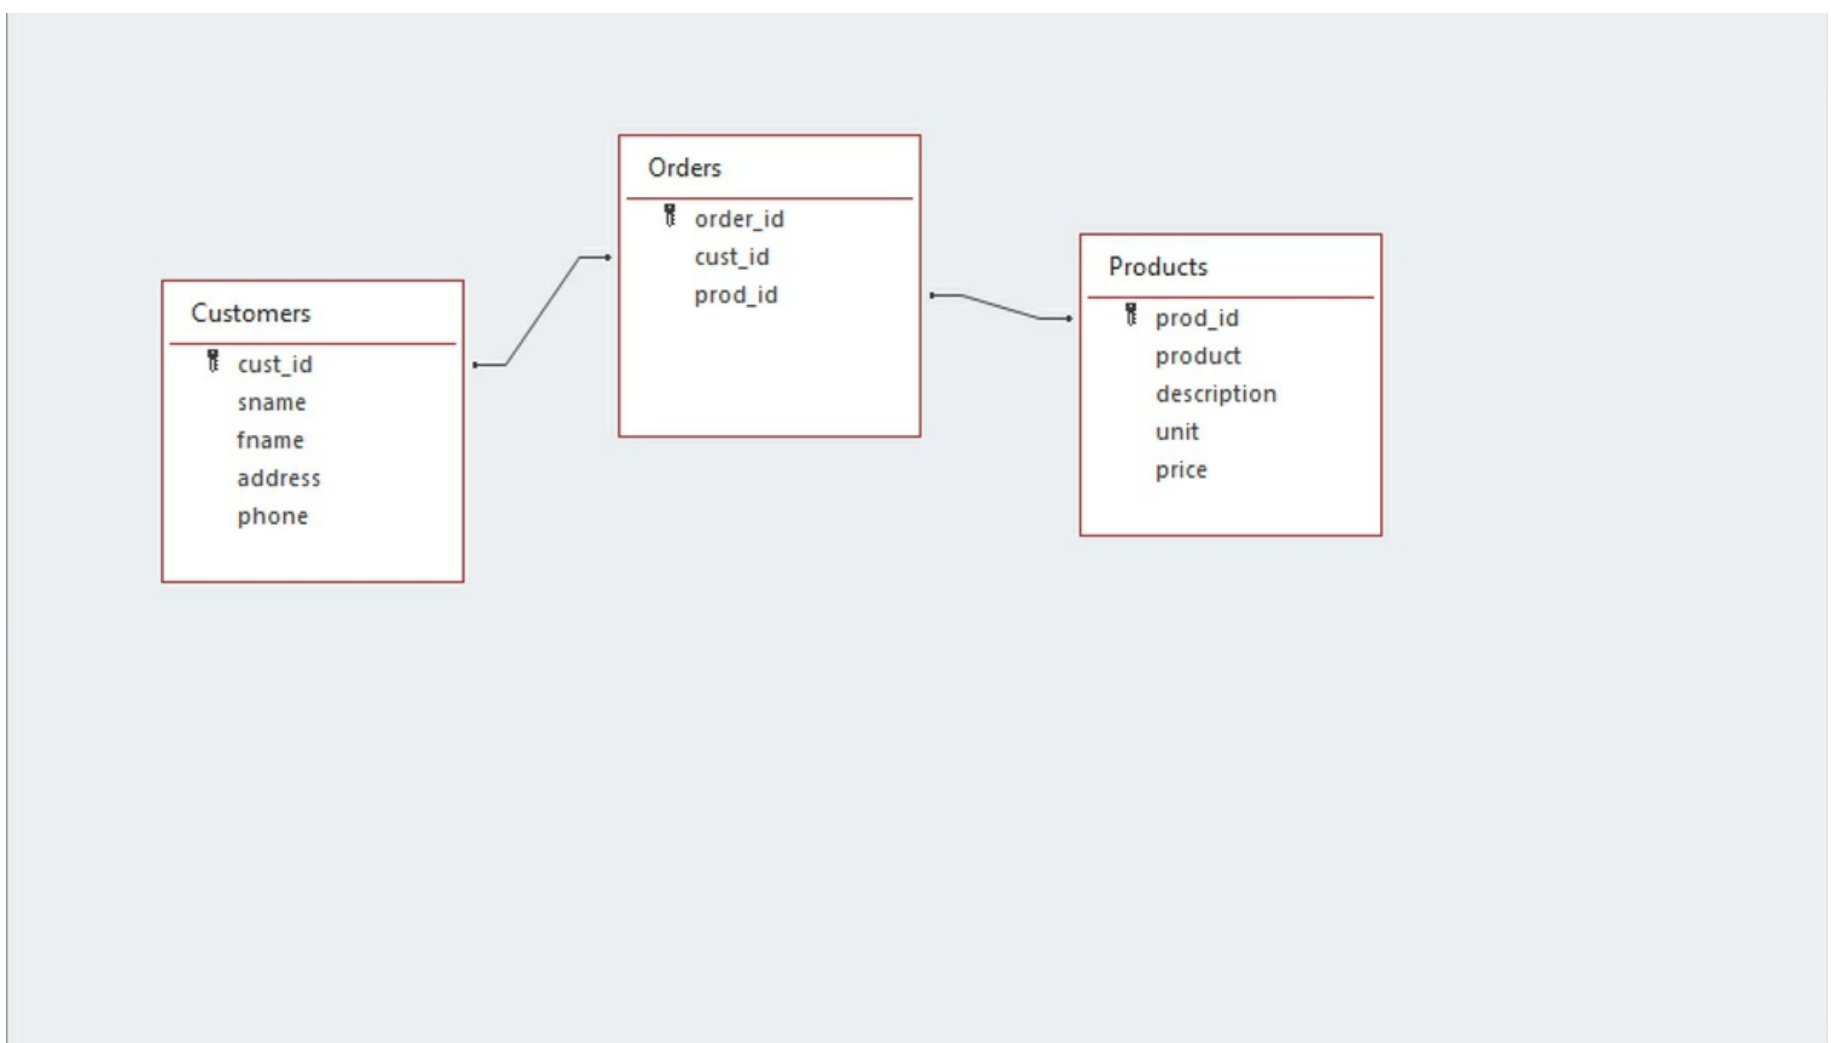 Customers
cust_id
sname
fname
address
phone
Orders
order_id
cust_id
prod_id
Products
prod_id
product
description
unit
price